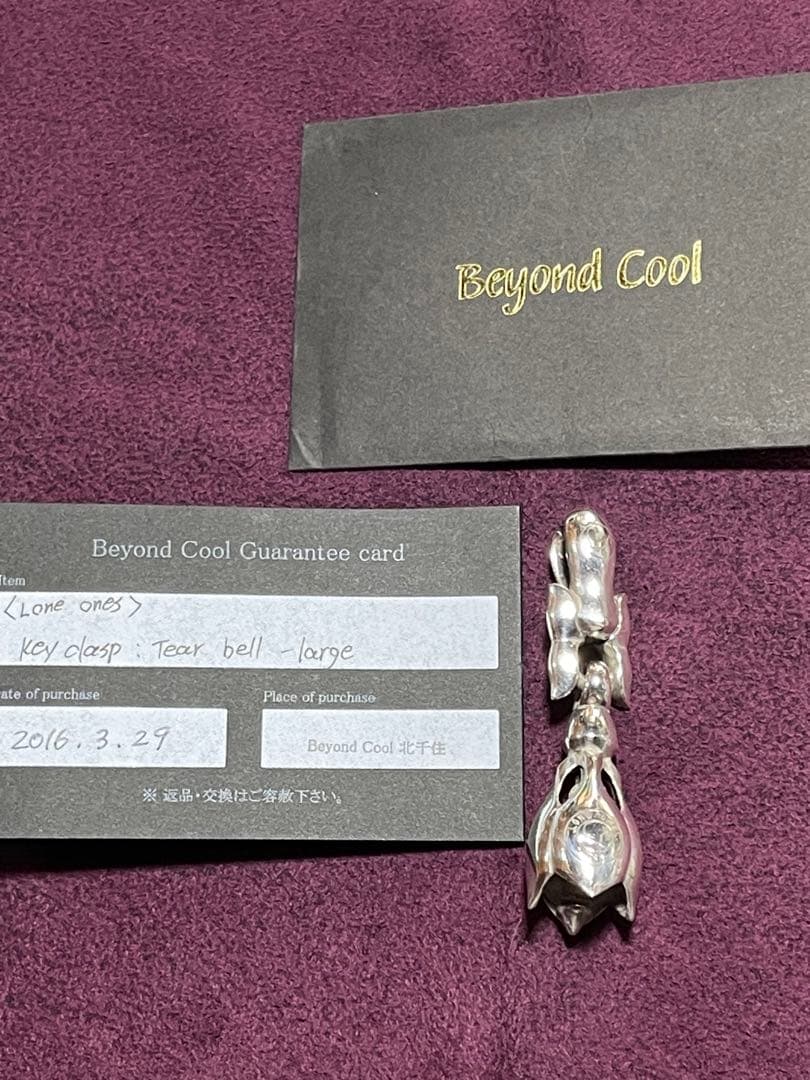 Beyond Cool
Beyond Cool Guarantee card
Item
<Lone ones>
Key clasp : Tear bell - large
ate of purchase
Place of purchase
2016.3.29
Beyond Cool 北千住
※ 返品・交換はご容赦下さい。